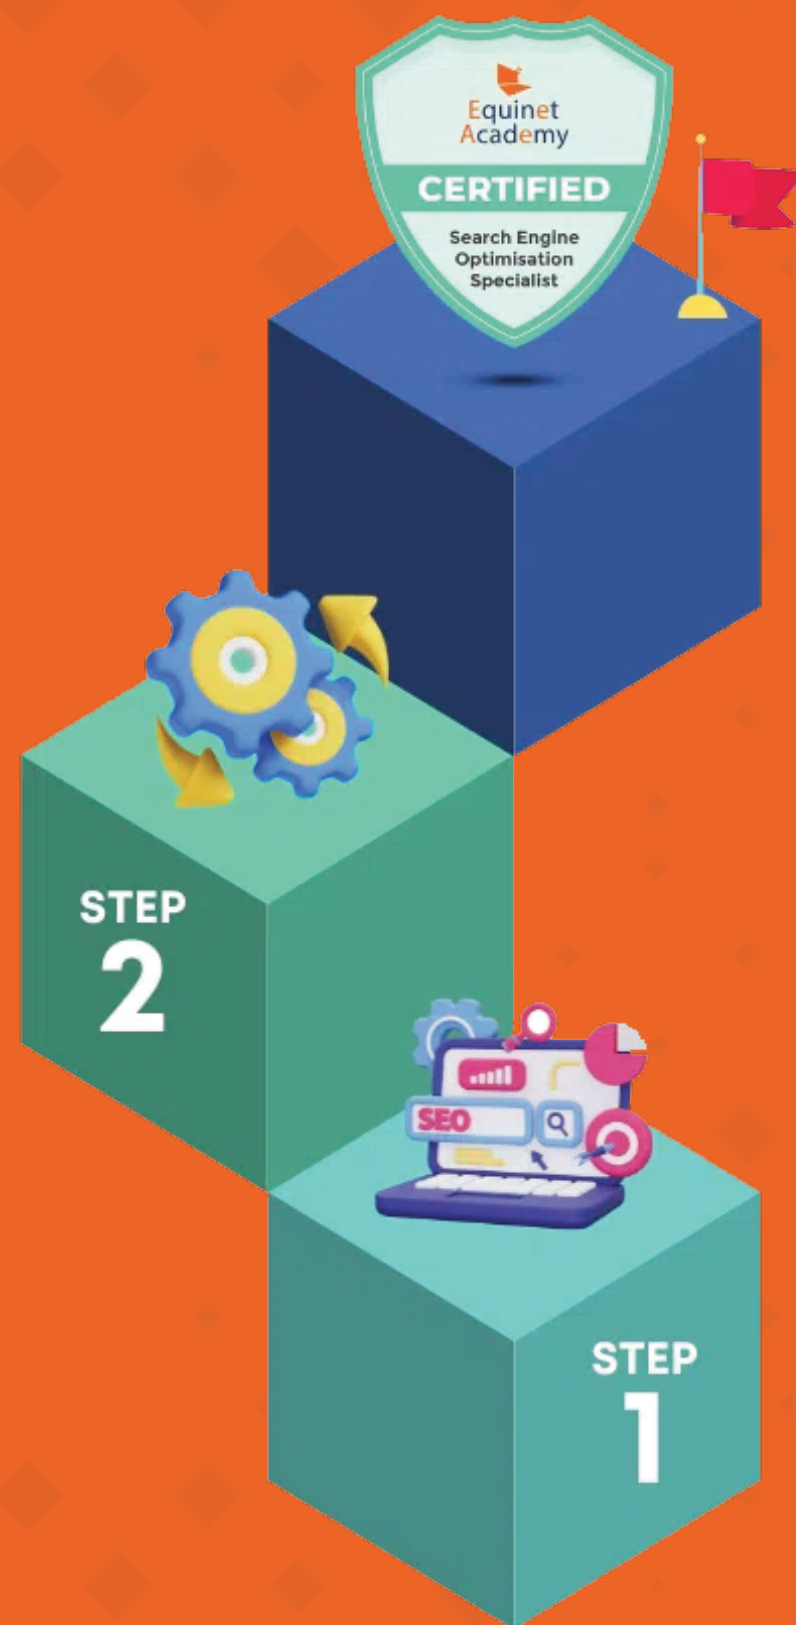 Equinet
Academy
CERTIFIED
Search Engine
Optimisation
Specialist
STEP
2
SEO
STEP
1